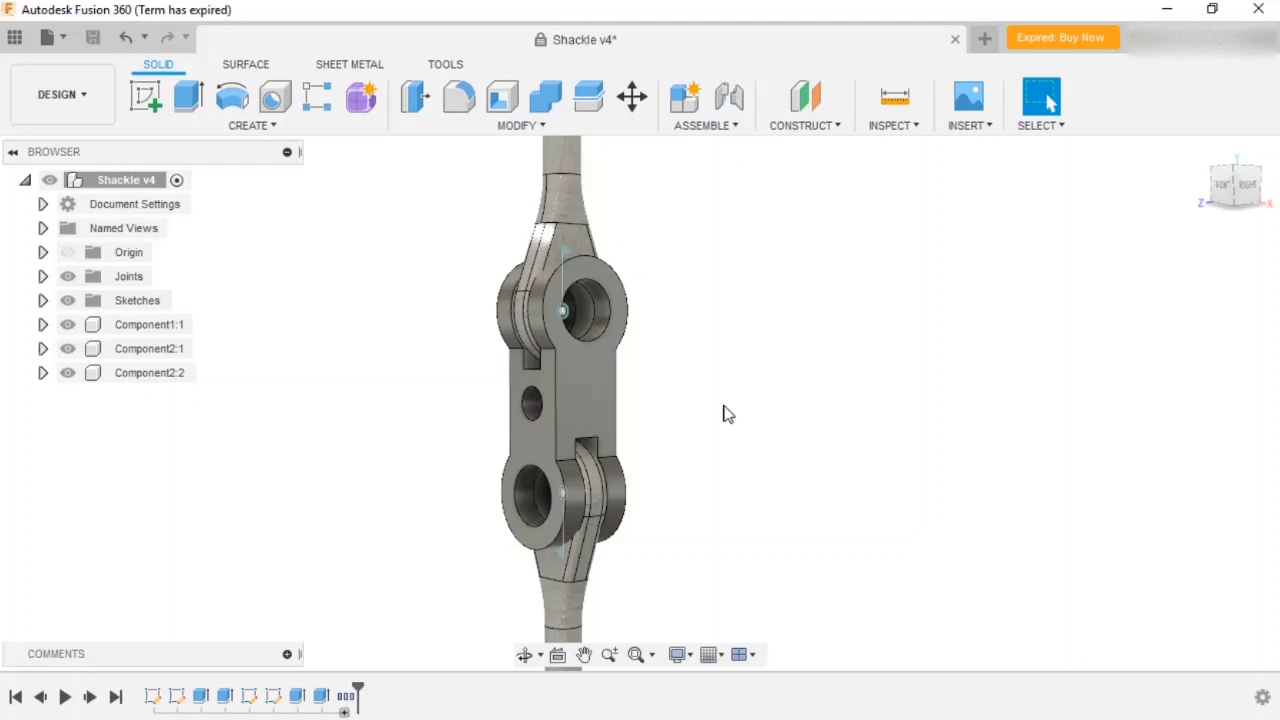 Autodesk Fusion 360 (Term has expired)
Shackle v4*
Expired: Buy Now
SOLID SURFACE SHEET METAL TOOLS
DESIGN
CREATE MODIFY ASSEMBLE CONSTRUCT INSPECT INSERT SELECT
BROWSER
Shackle v4
Document Settings
Named Views
Origin
Joints
Sketches
Component1:1
Component2:1
Component2:2
RIGHT
Z X
COMMENTS